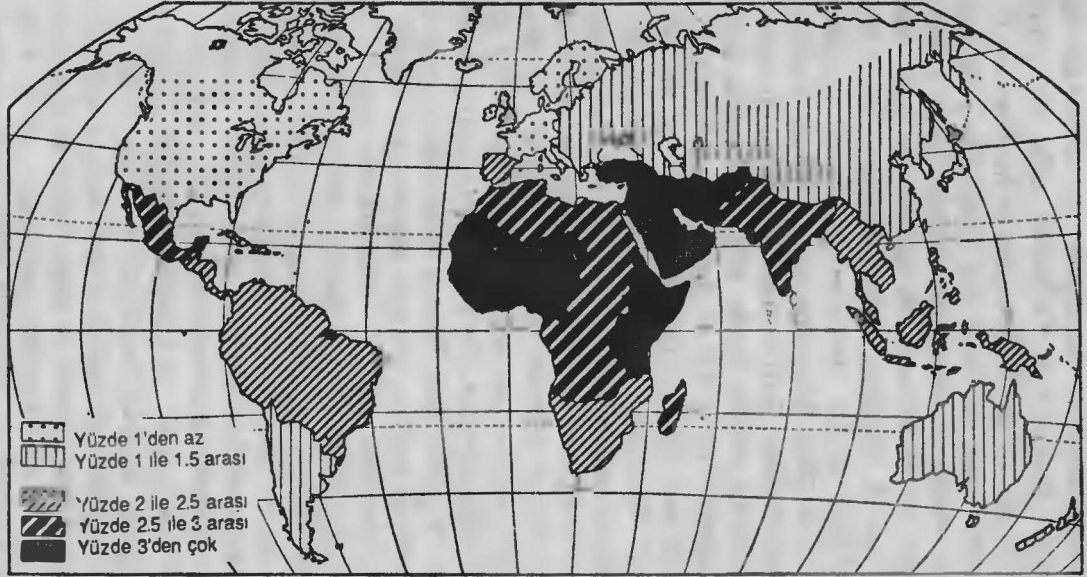 Yüzde 1'den az
Yüzde 1 ile 1.5 arası
Yüzde 2 ile 2.5 arası
Yüzde 2.5 ile 3 arası
Yüzde 3'den çok